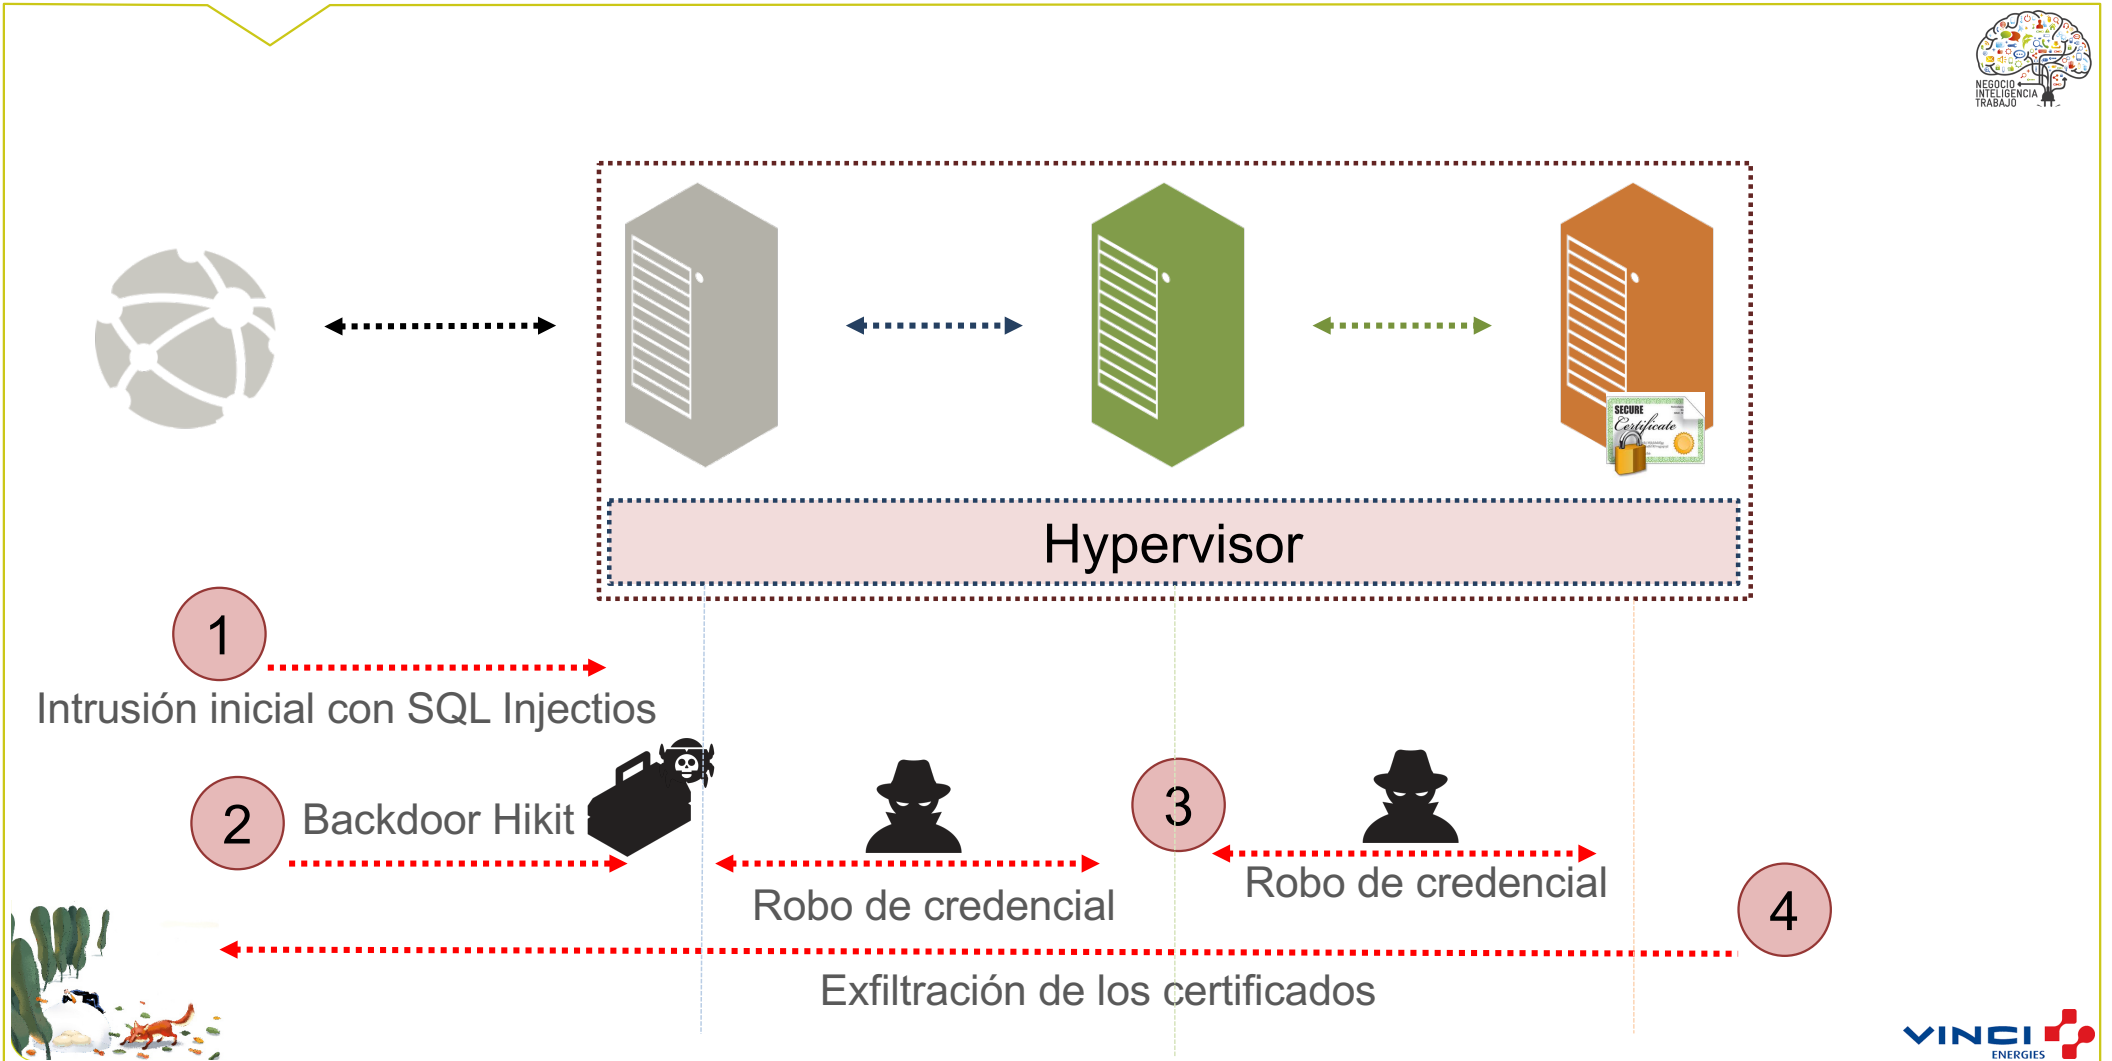 NEGOCIO
INTELIGENCIA
TRABAJO
SECURE
Certificate
Hypervisor
1
Intrusión inicial con SQL Injectios
2
Backdoor Hikit
3
Robo de credencial
Robo de credencial
4
Exfiltración de los certificados
VINCI
ENERGIES